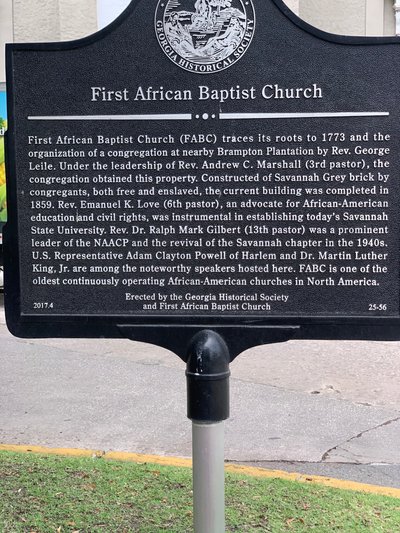 GEORGIA HISTORICAL SOCIETY
First African Baptist Church
First African Baptist Church (FABC) traces its roots to 1773 and the
organization of a congregation at nearby Brampton Plantation by Rev. George
Leile. Under the leadership of Rev. Andrew C. Marshall (3rd pastor), the
congregation obtained this property. Constructed of Savannah Grey brick by
congregants, both free and enslaved, the current building was completed in
1859. Rev. Emanuel K. Love (6th pastor), an advocate for African-American
education and civil rights, was instrumental in establishing today's Savannah
State University. Rev. Dr. Ralph Mark Gilbert (13th pastor) was a prominent
leader of the NAACP and the revival of the Savannah chapter in the 1940s.
U.S. Representative Adam Clayton Powell of Harlem and Dr. Martin Luther
King, Jr. are among the noteworthy speakers hosted here. FABC is one of the
oldest continuously operating African-American churches in North America.
Erected by the Georgia Historical Society
2017.4 and First African Baptist Church 25-56